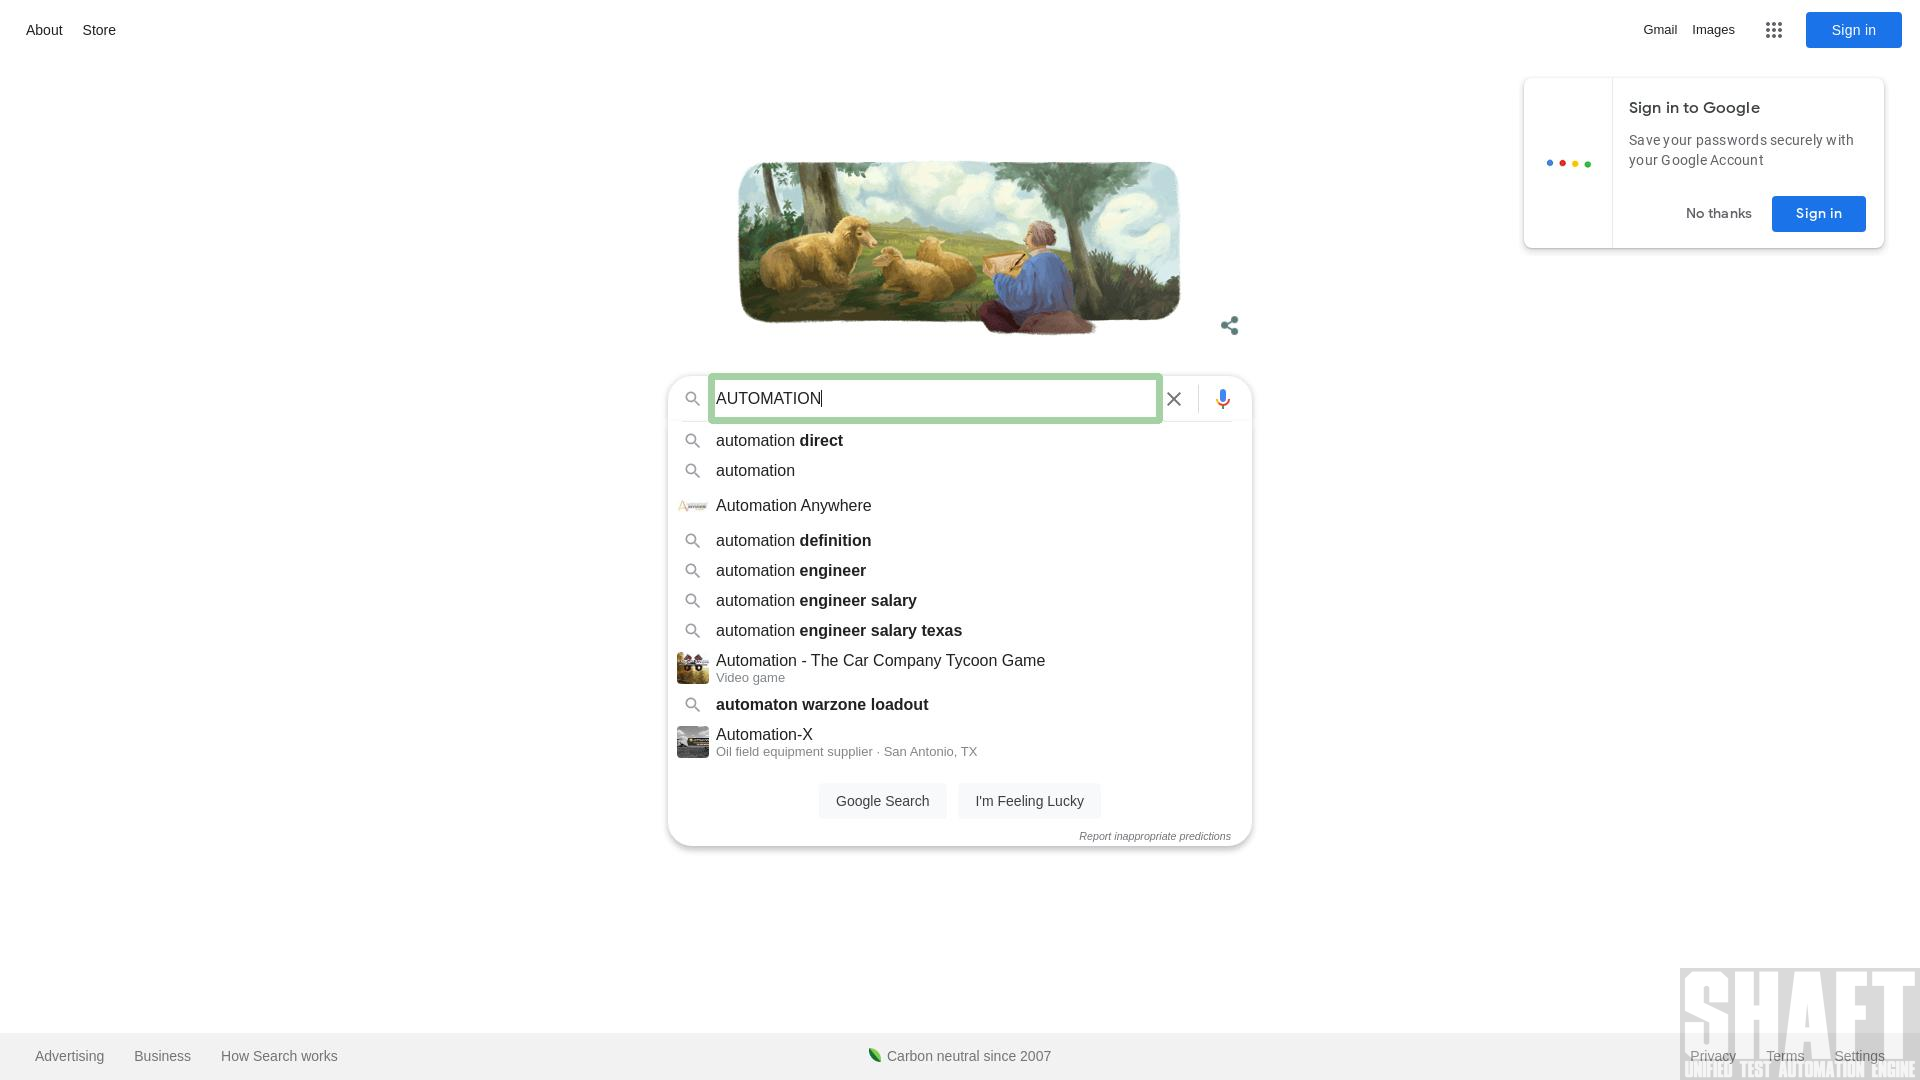 About Store
Gmail Images
Sign in
Sign in to Google
Save your passwords securely with
your Google Account
No thanks Sign in
AUTOMATION
automation direct
automation
Automation Anywhere
automation definition
automation engineer
automation engineer salary
automation engineer salary texas
Automation - The Car Company Tycoon Game
Video game
automaton warzone loadout
Automation-X
Oil field equipment supplier · San Antonio, TX
Google Search I'm Feeling Lucky
Report inappropriate predictions
SHAFT
UNIFIED TEST AUTOMATION ENGINE
Advertising Business How Search works
Carbon neutral since 2007
Privacy Terms Settings